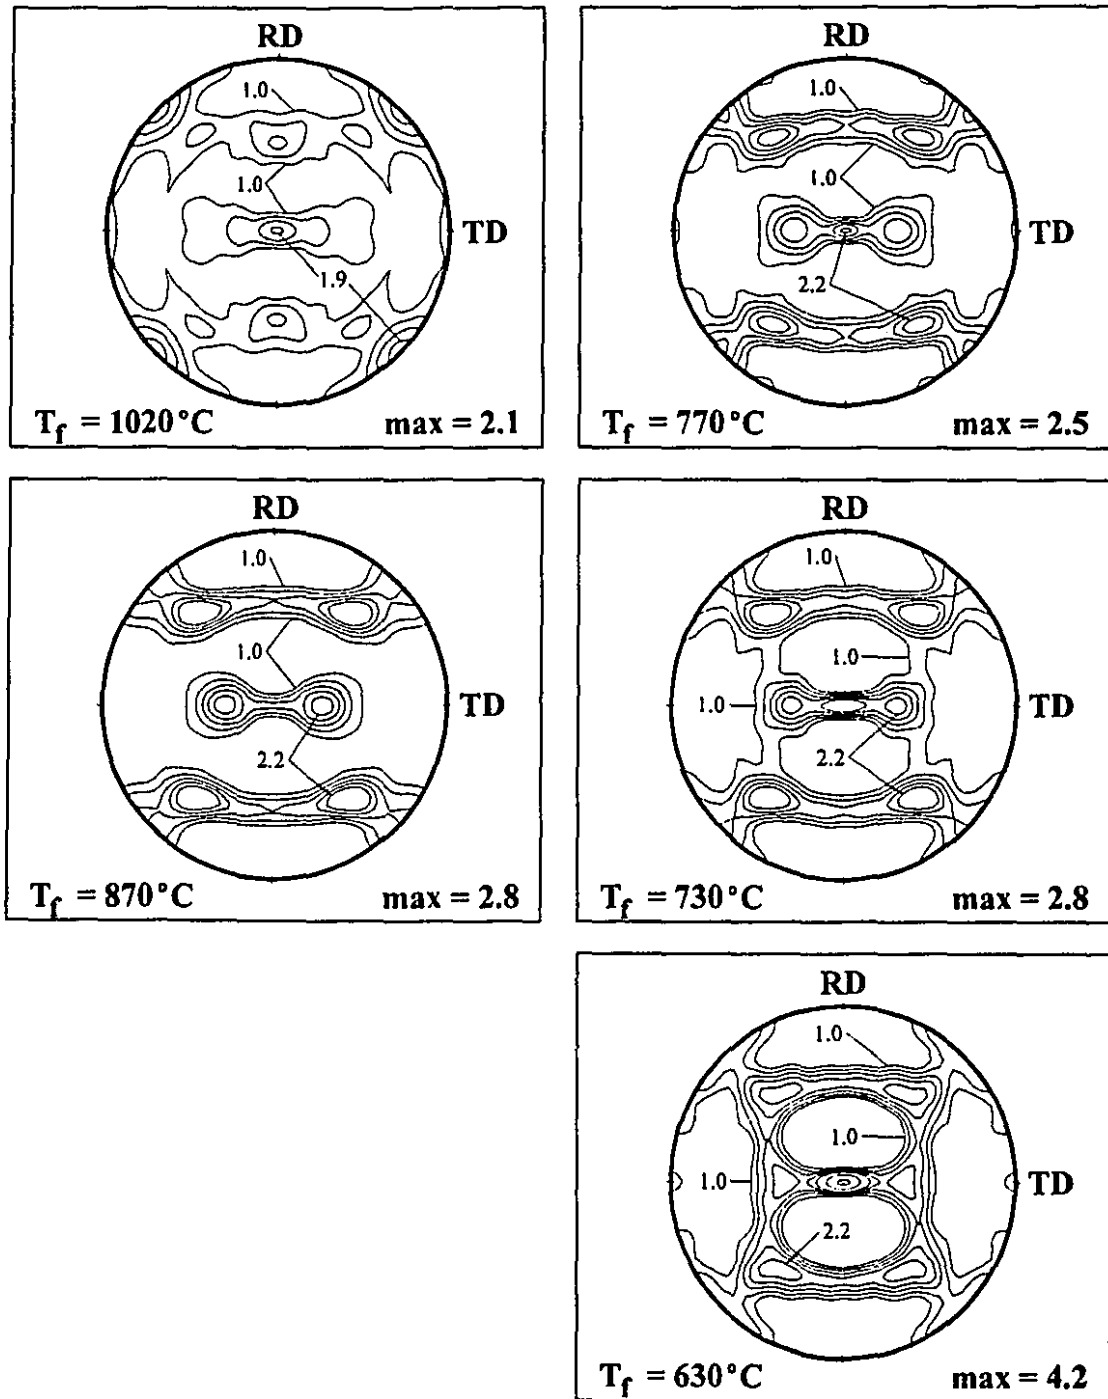 RD
1.0
1.0
TD
1.9
T_f = 1020°C max = 2.1
RD
1.0
1.0
TD
2.2
T_f = 770°C max = 2.5
RD
1.0
1.0
TD
2.2
T_f = 870°C max = 2.8
RD
1.0
1.0
1.0
TD
2.2
T_f = 730°C max = 2.8
RD
1.0
1.0
1.0
TD
2.2
T_f = 630°C max = 4.2